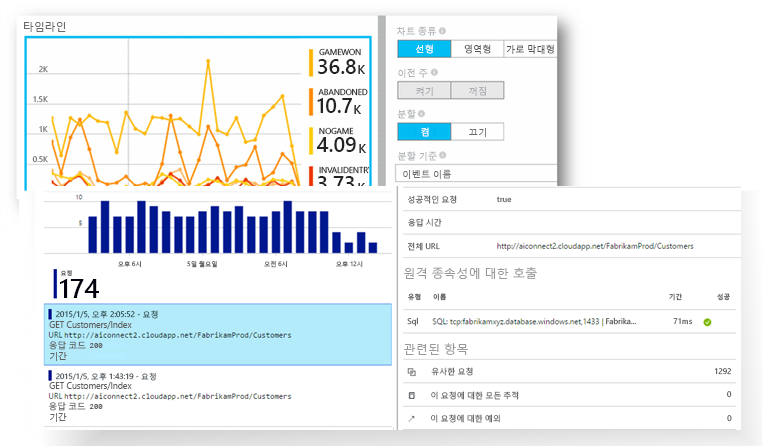 타임라인
2K
1.5K
1K
0.5K
GAMEWON
36.8K
ABANDONED
10.7K
NOGAME
4.09K
INVALIDENTRY
3.73K
차트 종류
선형 영역형 가로 막대형
이전 주
켜기 꺼짐
분할
켬 끄기
분할 기준
이벤트 이름
10
5
오후 6시 5일 월요일 오전 6시 오후 12시
요청
174
2015/1/5, 오후 2:05:52 - 요청
GET Customers/Index
URL http://aiconnect2.cloudapp.net/FabrikamProd/Customers
응답 코드 200
기간
2015/1/5, 오후 1:43:19 - 요청
GET Customers/Index
URL http://aiconnect2.cloudapp.net/FabrikamProd/Customers
응답 코드 200
기간
성공적인 요청 true
응답 시간
전체 URL http://aiconnect2.cloudapp.net/FabrikamProd/Customers
원격 종속성에 대한 호출
유형 이름 기간 성공
Sql SQL: tcp:fabrikamxyz.database.windows.net,1433 | Fabrika... 71ms
관련된 항목
유사한 요청 1292
이 요청에 대한 모든 추적 0
이 요청에 대한 예외 0